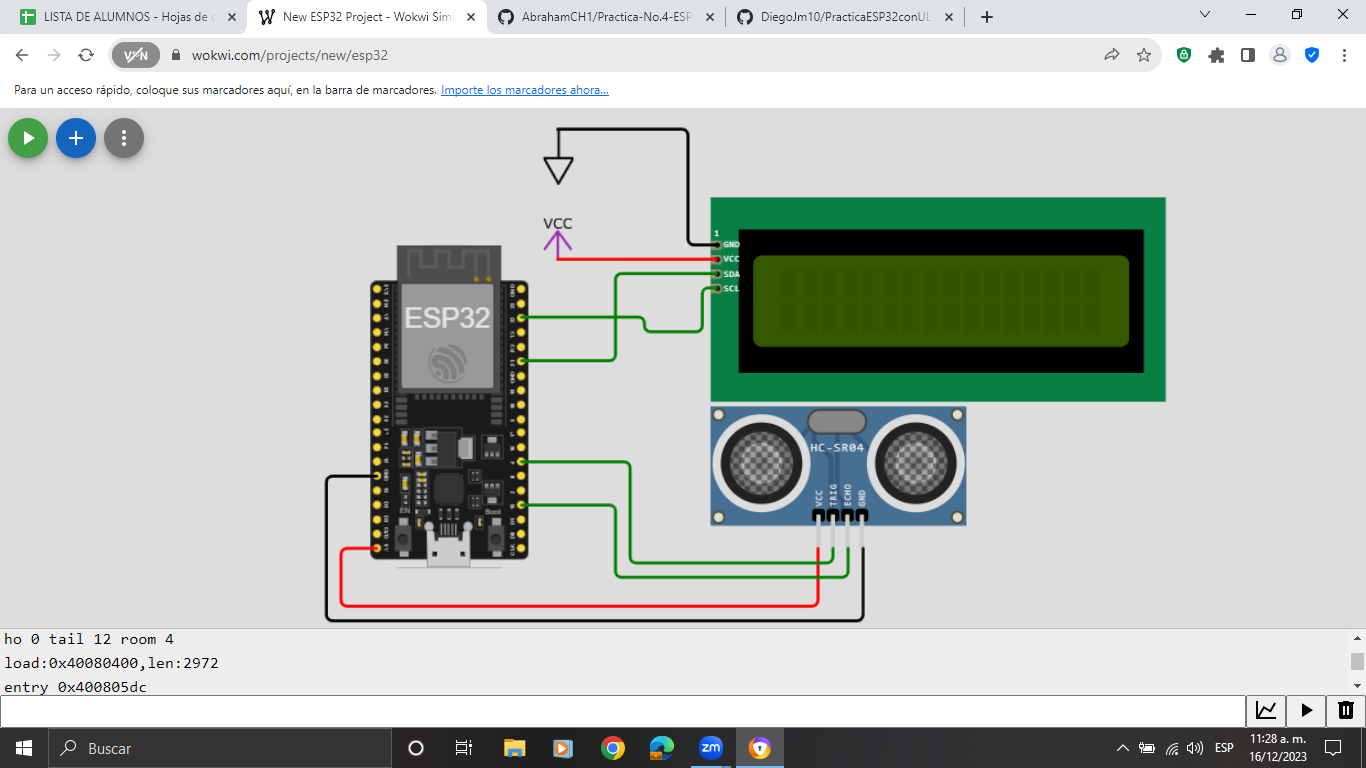 LISTA DE ALUMNOS - Hojas de c
New ESP32 Project - Wokwi Sim
AbrahamCH1/Practica-No.4-ESP
DiegoJm10/PracticaESP32conUL
VPN
wokwi.com/projects/new/esp32
Para un acceso rápido, coloque sus marcadores aquí, en la barra de marcadores. Importe los marcadores ahora...
VCC
1
GND
VCC
SDA
SCL
ESP32
EN
Boot
HC-SR04
VCC
TRIG
ECHO
GND
ho 0 tail 12 room 4
load:0x40080400,len:2972
entry 0x400805dc
Buscar
zm
ESP
11:28 a. m.
16/12/2023